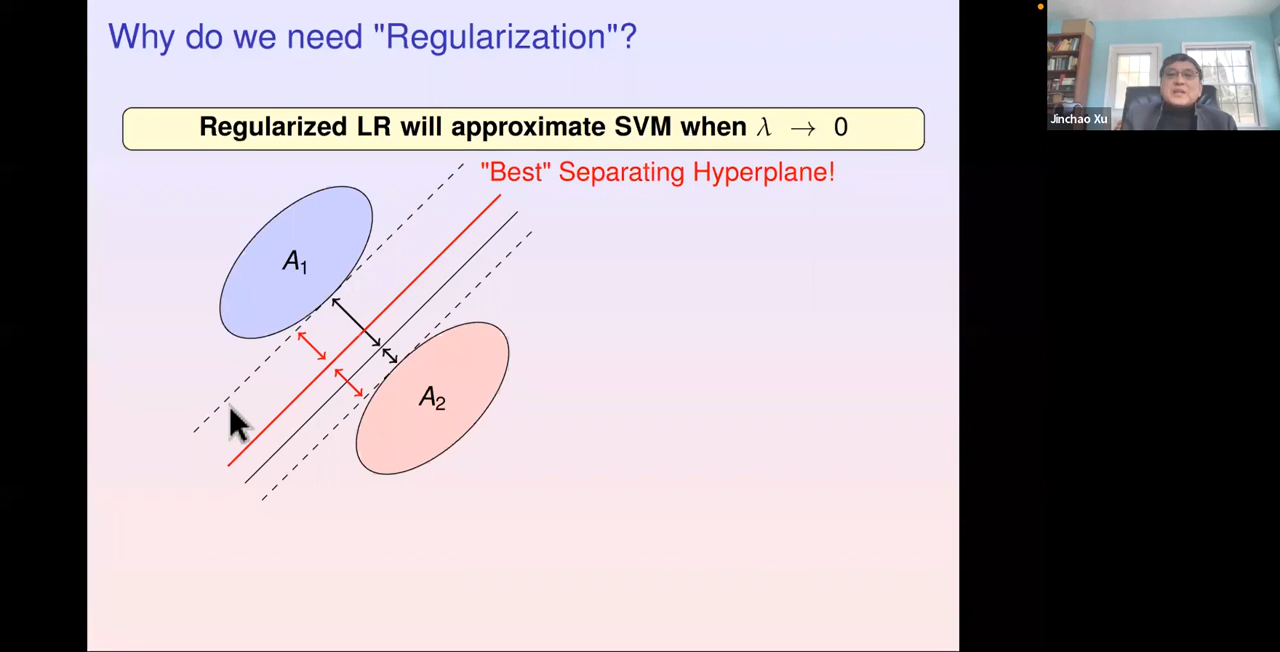 Why do we need "Regularization"?
Regularized LR will approximate SVM when λ → 0
"Best" Separating Hyperplane!
A₁
A₂
Jinchao Xu